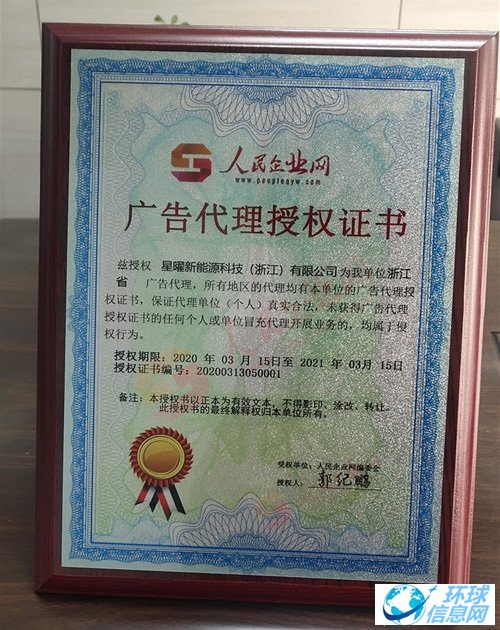 人民企业网
www.peopleqyw.com
广告代理授权证书
兹授权 星曜新能源科技（浙江）有限公司为我单位浙江
省 广告代理，所有地区的代理均有本单位的广告代理授
权证书，保证代理单位（个人）真实合法，未获得广告代理
授权证书的任何个人或单位冒充代理开展业务的，均属于侵
权行为。
授权期限：2020 年 03 月 15日至 2021 年 03月 15日
授权证书编号：20200313050001
备注：本授权书以正本为有效文本，不得影印、涂改、转让。
此授权书的最终解释权归本单位所有。
受权单位：人民企业网编委会
授权人：郭纪鹏
环球
信息网